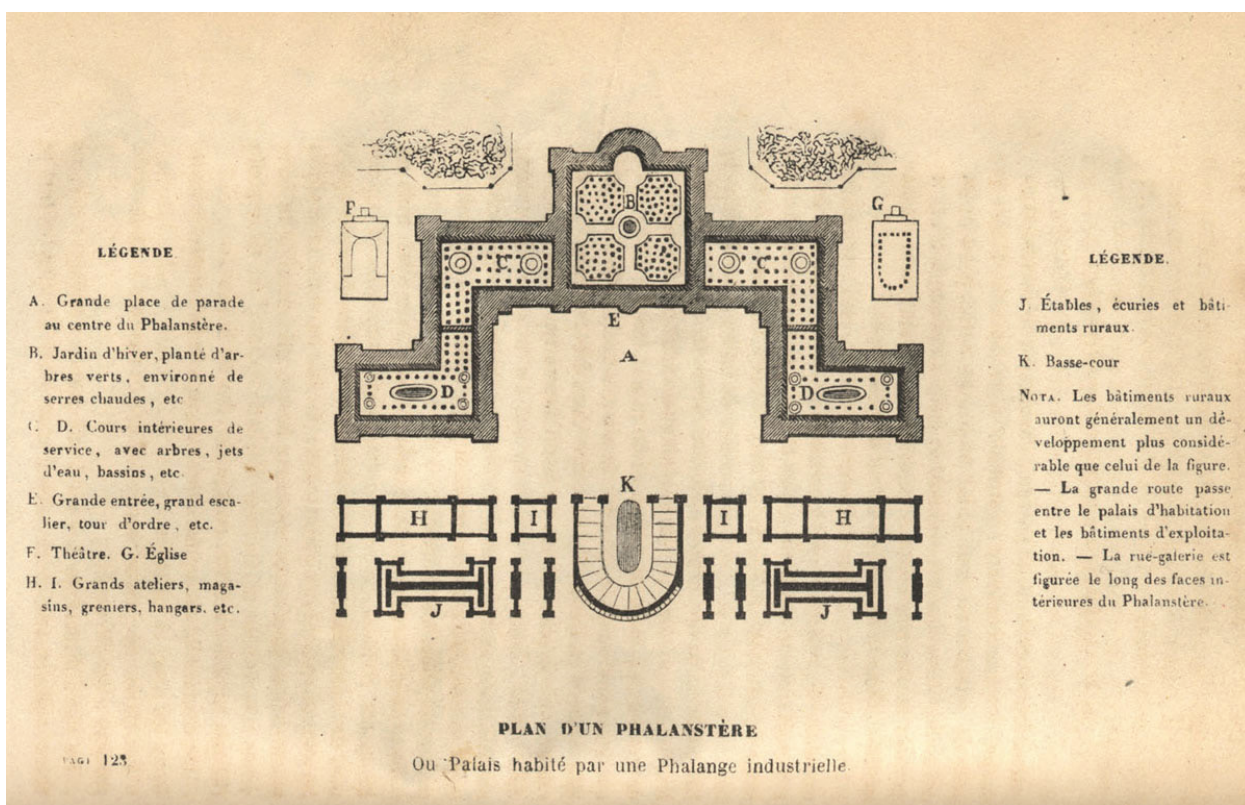 LÉGENDE
A. Grande place de parade
au centre du Phalanstère.
B. Jardin d'hiver, planté d'ar-
bres verts, environné de
serres chaudes, etc
C. D. Cours intérieures de
service, avec arbres, jets
d'eau, bassins, etc.
E. Grande entrée, grand esca-
lier, tour d'ordre, etc.
F. Théâtre. G. Église
H. I. Grands ateliers, maga-
sins, greniers, hangars, etc.
F
B
G
C
C
E
A
D
D
K
H
I
I
H
J
J
LÉGENDE.
J. Étables, écuries et bâti-
ments ruraux.
K. Basse-cour
NOTA. Les bâtiments ruraux
auront généralement un dé-
veloppement plus considé-
rable que celui de la figure.
— La grande route passe
entre le palais d'habitation
et les bâtiments d'exploita-
tion. — La rue-galerie est
figurée le long des faces in-
térieures du Phalanstère.
PLAN D'UN PHALANSTÈRE
Ou Palais habité par une Phalange industrielle.
PAGE 123